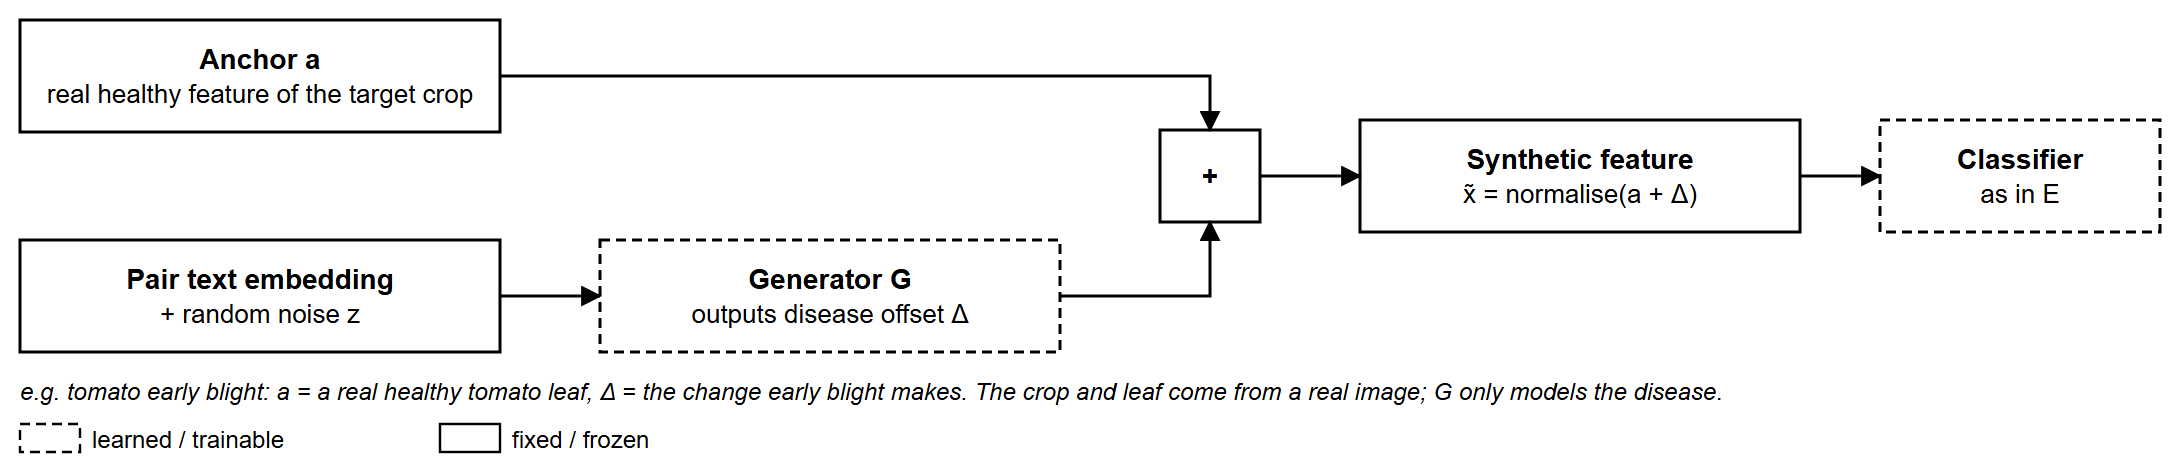 Anchor a
real healthy feature of the target crop
+
Synthetic feature
x̃ = normalise(a + Δ)
Classifier
as in E
Pair text embedding
+ random noise z
Generator G
outputs disease offset Δ
e.g. tomato early blight: a = a real healthy tomato leaf, Δ = the change early blight makes. The crop and leaf come from a real image; G only models the disease.
learned / trainable
fixed / frozen